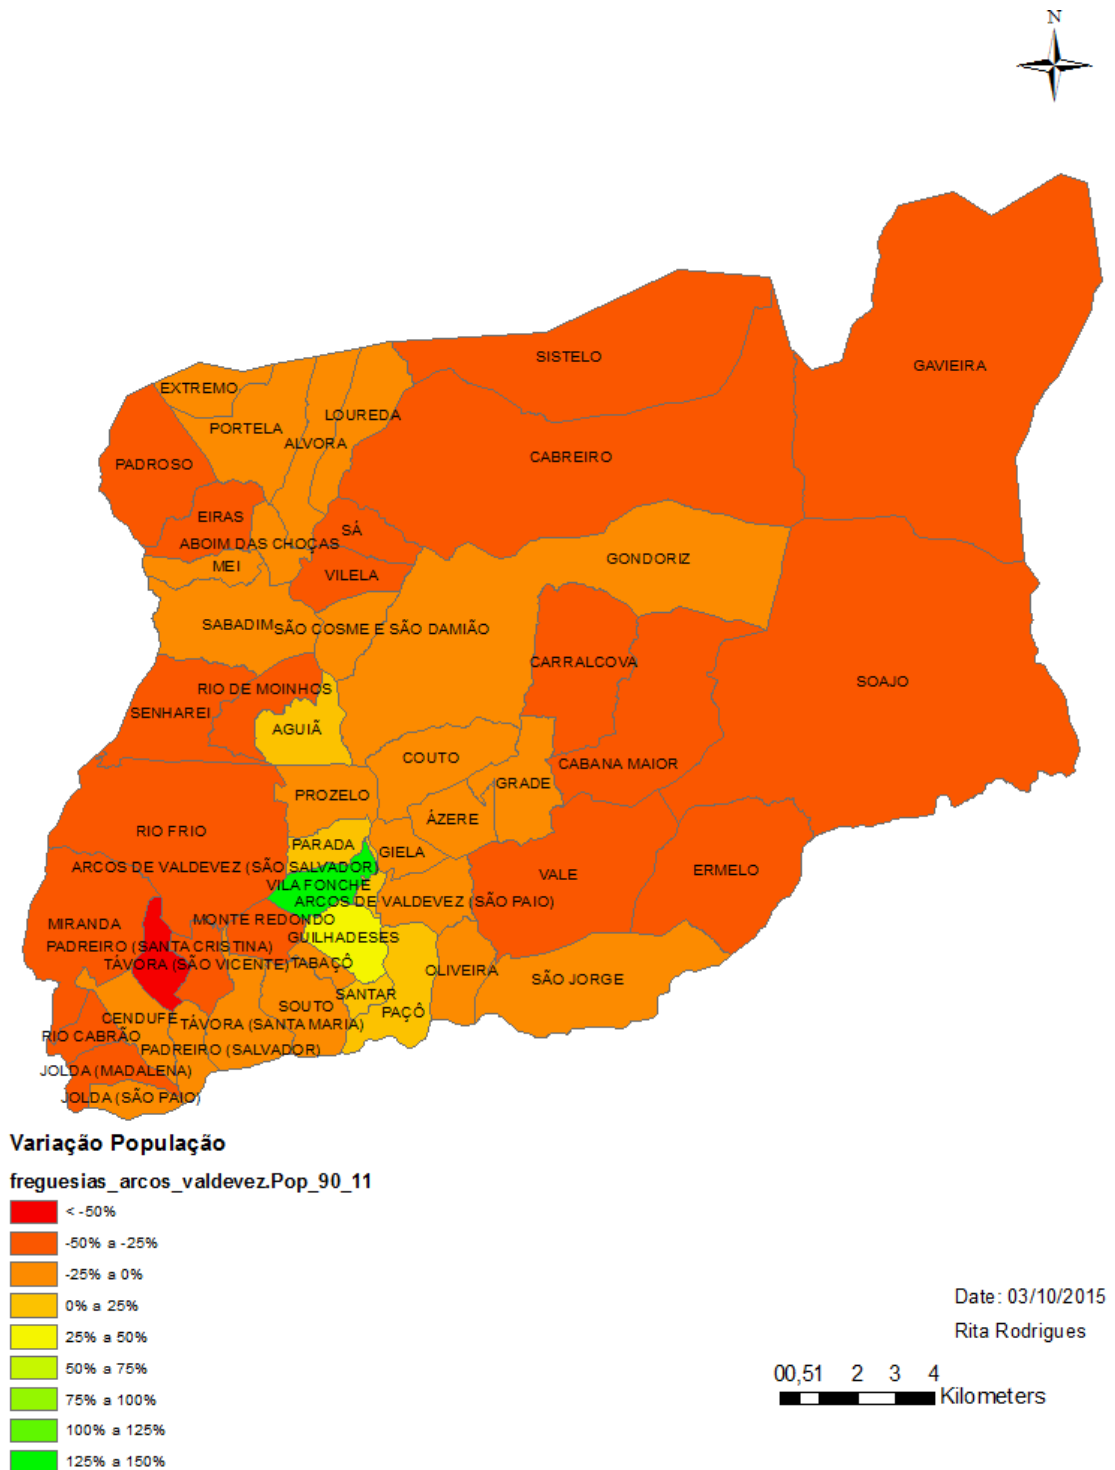 N
SISTELO
GAVIEIRA
EXTREMO
LOUREDA
PORTELA
ALVORA
CABREIRO
PADROSO
EIRAS
SÁ
ABOIM DAS CHOÇAS
GONDORIZ
MEI
VILELA
SABADIM
SÃO COSME E SÃO DAMIÃO
CARRALCOVA
SOAJO
RIO DE MOINHOS
SENHAREI
AGUIÃ
COUTO
CABANA MAIOR
GRADE
PROZELO
ÁZERE
RIO FRIO
PARADA
GIELA
ARCOS DE VALDEVEZ (SÃO SALVADOR)
VALE
ERMELO
VILA FONCHE
ARCOS DE VALDEVEZ (SÃO PAIO)
MIRANDA
MONTE REDONDO
GUILHADESES
PADREIRO (SANTA CRISTINA)
TÁVORA (SÃO VICENTE)
TABAÇÔ
OLIVEIRA
SÃO JORGE
SANTAR
SOUTO
PAÇÔ
CENDUFE
TÁVORA (SANTA MARIA)
RIO CABRÃO
PADREIRO (SALVADOR)
JOLDA (MADALENA)
JOLDA (SÃO PAIO)
Variação População
freguesias_arcos_valdevez.Pop_90_11
< -50%
-50% a -25%
-25% a 0%
0% a 25%
25% a 50%
50% a 75%
75% a 100%
100% a 125%
125% a 150%
Date: 03/10/2015
Rita Rodrigues
00,51 2 3 4
Kilometers